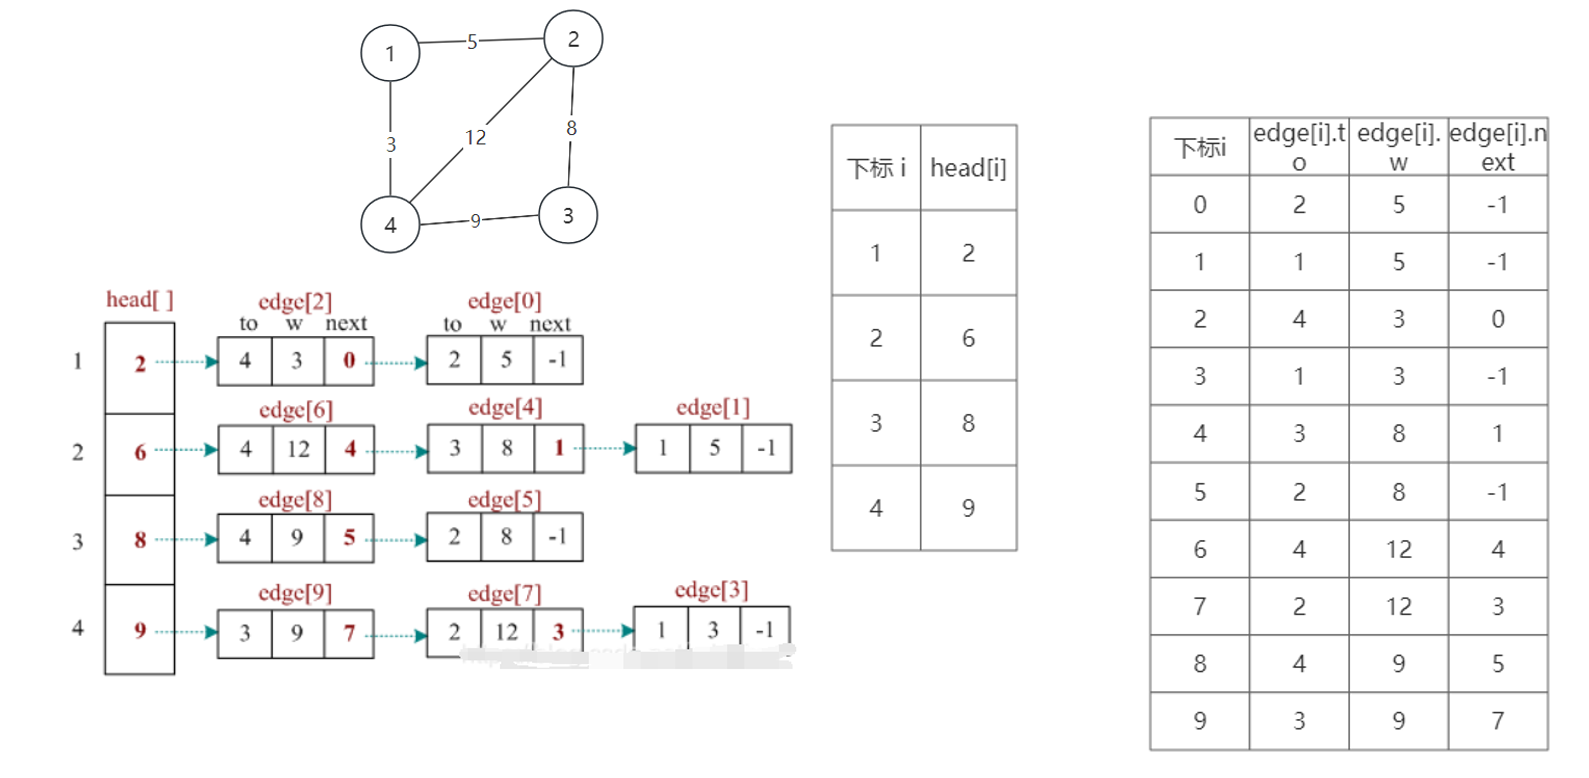 1
5
2
3
12
8
4
9
3
head[ ]
edge[2]
edge[0]
to w next
to w next
1
2
4 3 0
2 5 -1
edge[6]
edge[4]
edge[1]
2
6
4 12 4
3 8 1
1 5 -1
edge[8]
edge[5]
3
8
4 9 5
2 8 -1
edge[9]
edge[7]
edge[3]
4
9
3 9 7
2 12 3
1 3 -1
下标 i head[i]
1 2
2 6
3 8
4 9
下标i edge[i].t edge[i]. edge[i].n
o w ext
0 2 5 -1
1 1 5 -1
2 4 3 0
3 1 3 -1
4 3 8 1
5 2 8 -1
6 4 12 4
7 2 12 3
8 4 9 5
9 3 9 7